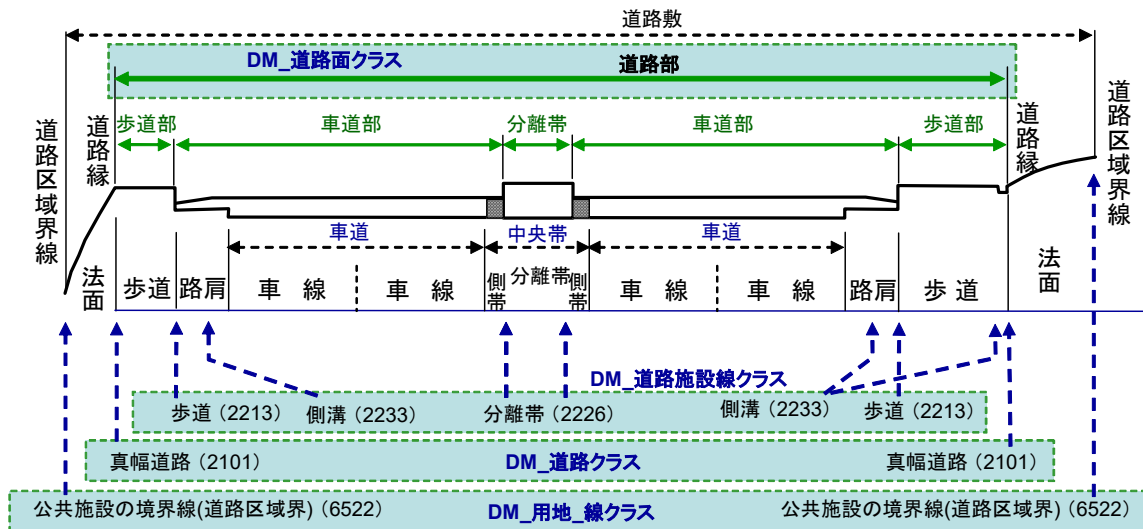 道路敷
DM_道路面クラス
道路部
道路区域界線
道路縁
歩道部
車道部
分離帯
車道部
歩道部
道路縁
道路区域界線
車道
中央帯
車道
法面
歩道
路肩
車 線
車 線
側帯
分離帯
側帯
車 線
車 線
路肩
歩 道
法面
DM_道路施設線クラス
歩道 (2213)
側溝 (2233)
分離帯 (2226)
側溝 (2233)
歩道 (2213)
真幅道路 (2101)
DM_道路クラス
真幅道路 (2101)
公共施設の境界線(道路区域界) (6522)
DM_用地_線クラス
公共施設の境界線(道路区域界) (6522)